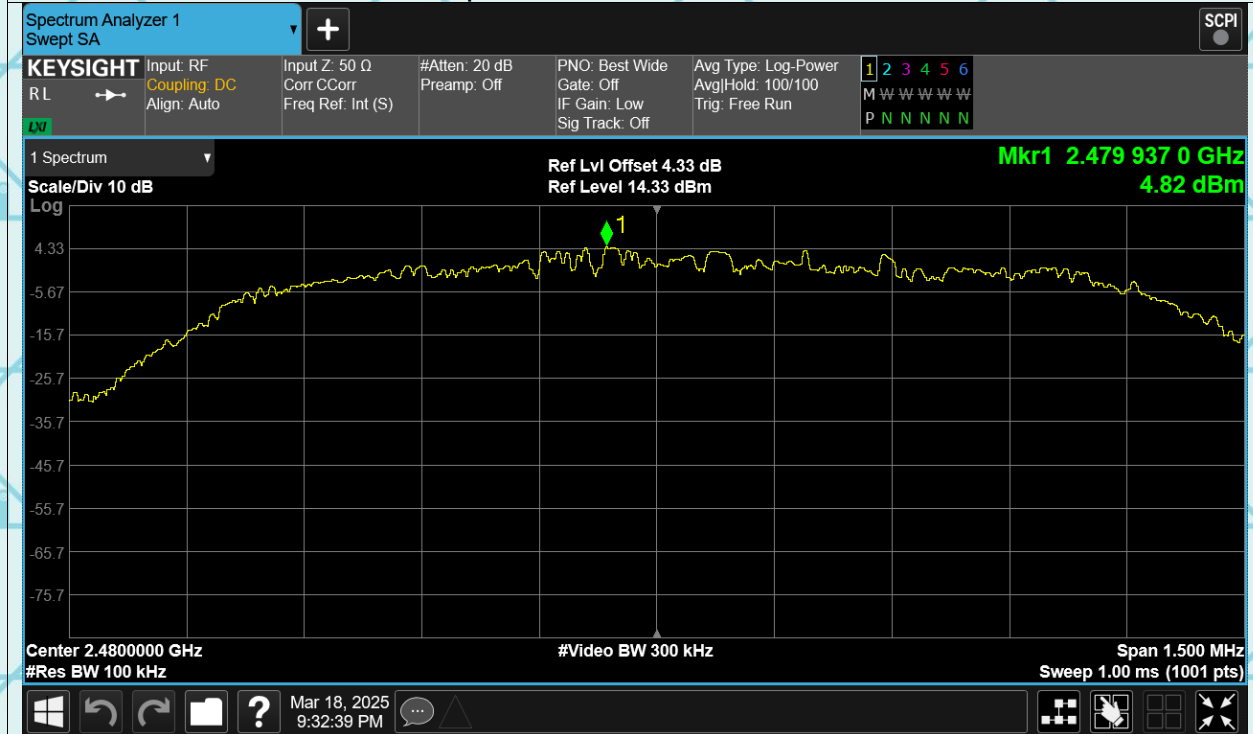 Spectrum Analyzer 1
Swept SA
+
SCPI
KEYSIGHT
R L
LXI
Input: RF
Coupling: DC
Align: Auto
Input Z: 50 Ω
Corr CCorr
Freq Ref: Int (S)
#Atten: 20 dB
Preamp: Off
PNO: Best Wide
Gate: Off
IF Gain: Low
Sig Track: Off
Avg Type: Log-Power
Avg|Hold: 100/100
Trig: Free Run
1 2 3 4 5 6
M W W W W W
P N N N N N
1 Spectrum
Scale/Div 10 dB
Log
Ref Lvl Offset 4.33 dB
Ref Level 14.33 dBm
Mkr1 2.479 937 0 GHz
4.82 dBm
1
4.33
-5.67
-15.7
-25.7
-35.7
-45.7
-55.7
-65.7
-75.7
Center 2.4800000 GHz
#Res BW 100 kHz
#Video BW 300 kHz
Span 1.500 MHz
Sweep 1.00 ms (1001 pts)
?
Mar 18, 2025
9:32:39 PM